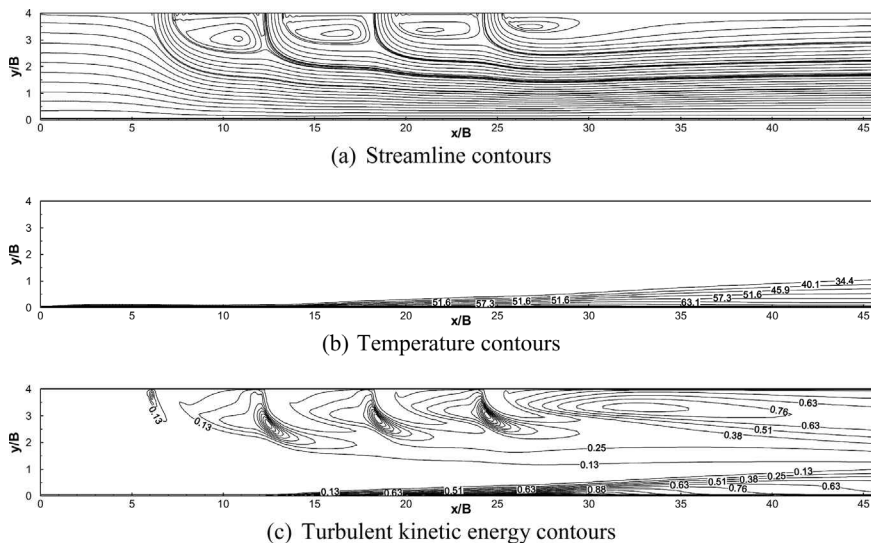 y/B
4
3
2
1
0
0 5 10 15 20 25 30 35 40 45
x/B
(a) Streamline contours
y/B
4
3
2
1
0
51.6 57.3 51.6 51.6 63.1 57.3 51.6 45.9 40.1 34.4
0 5 10 15 20 25 30 35 40 45
x/B
(b) Temperature contours
y/B
4
3
2
1
0
0.13 0.13 0.63 0.76 0.51 0.63 0.38
0.25
0.13
0.13 0.63 0.51 0.63 0.88 0.63 0.51 0.76 0.38 0.25 0.63 0.13
0 5 10 15 20 25 30 35 40 45
x/B
(c) Turbulent kinetic energy contours